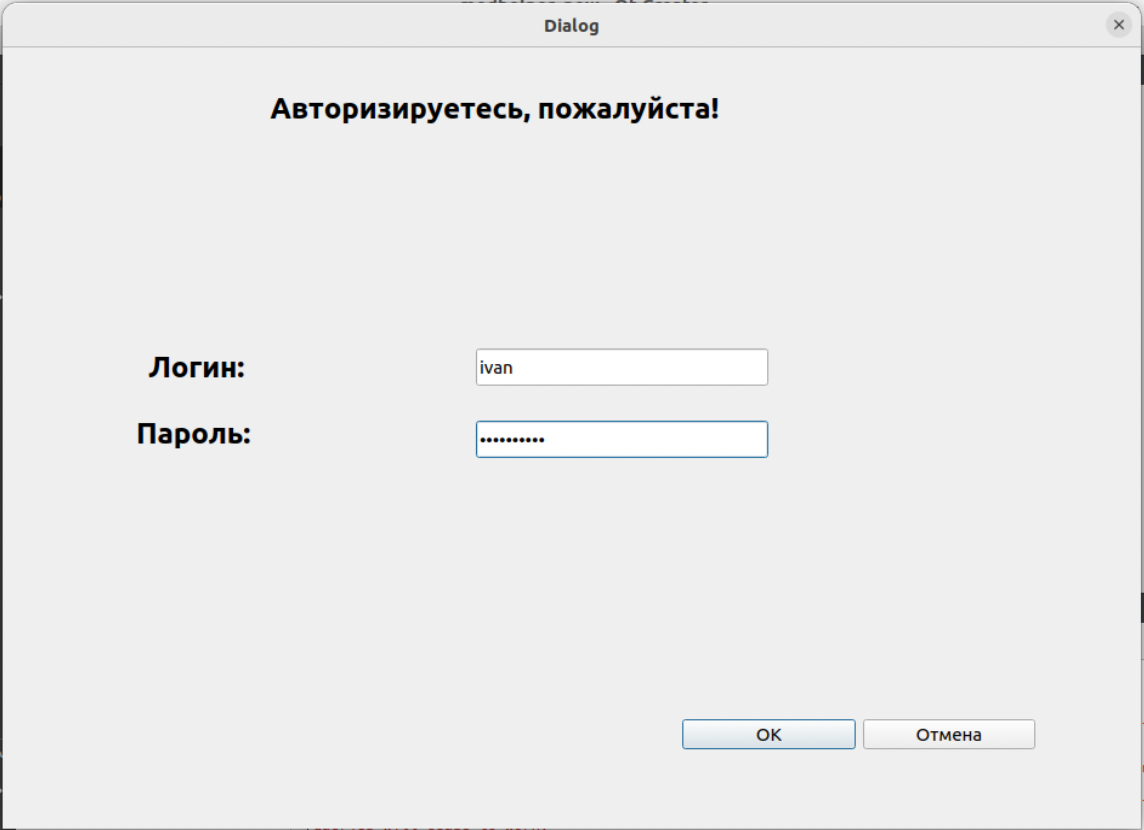 Dialog
Авторизируетесь, пожалуйста!
Логин:
ivan
Пароль:
••••••••••
OK
Отмена